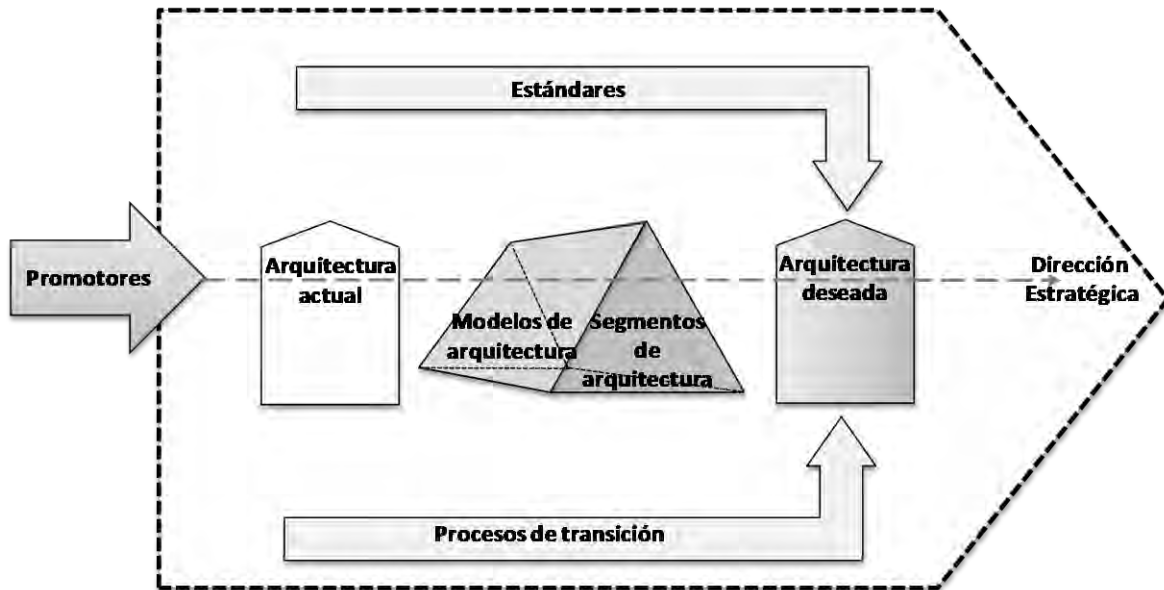 Estándares
Promotores
Arquitectura
actual
Modelos de
arquitectura
Segmentos
de
arquitectura
Arquitectura
deseada
Dirección
Estratégica
Procesos de transición